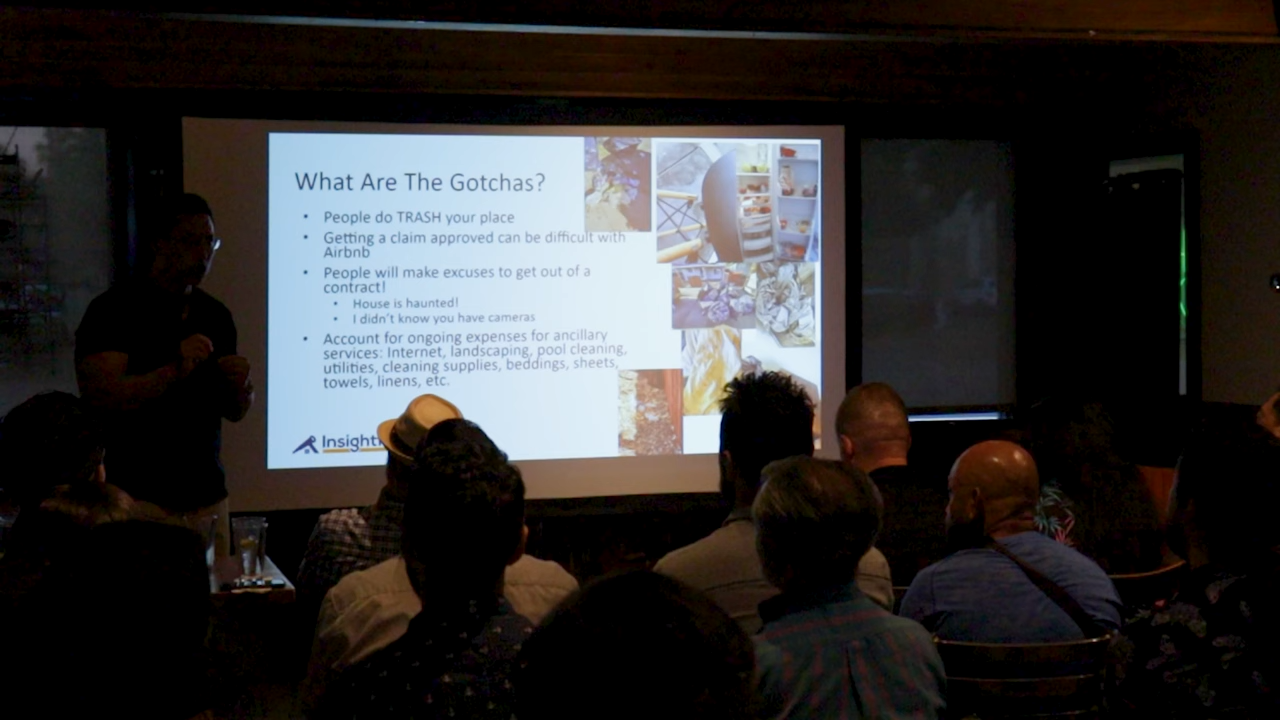 What Are The Gotchas?
• People do TRASH your place
• Getting a claim approved can be difficult with
Airbnb
• People will make excuses to get out of a
contract!
• House is haunted!
• I didn't know you have cameras
• Account for ongoing expenses for ancillary
services: Internet, landscaping, pool cleaning,
utilities, cleaning supplies, beddings, sheets,
towels, linens, etc.